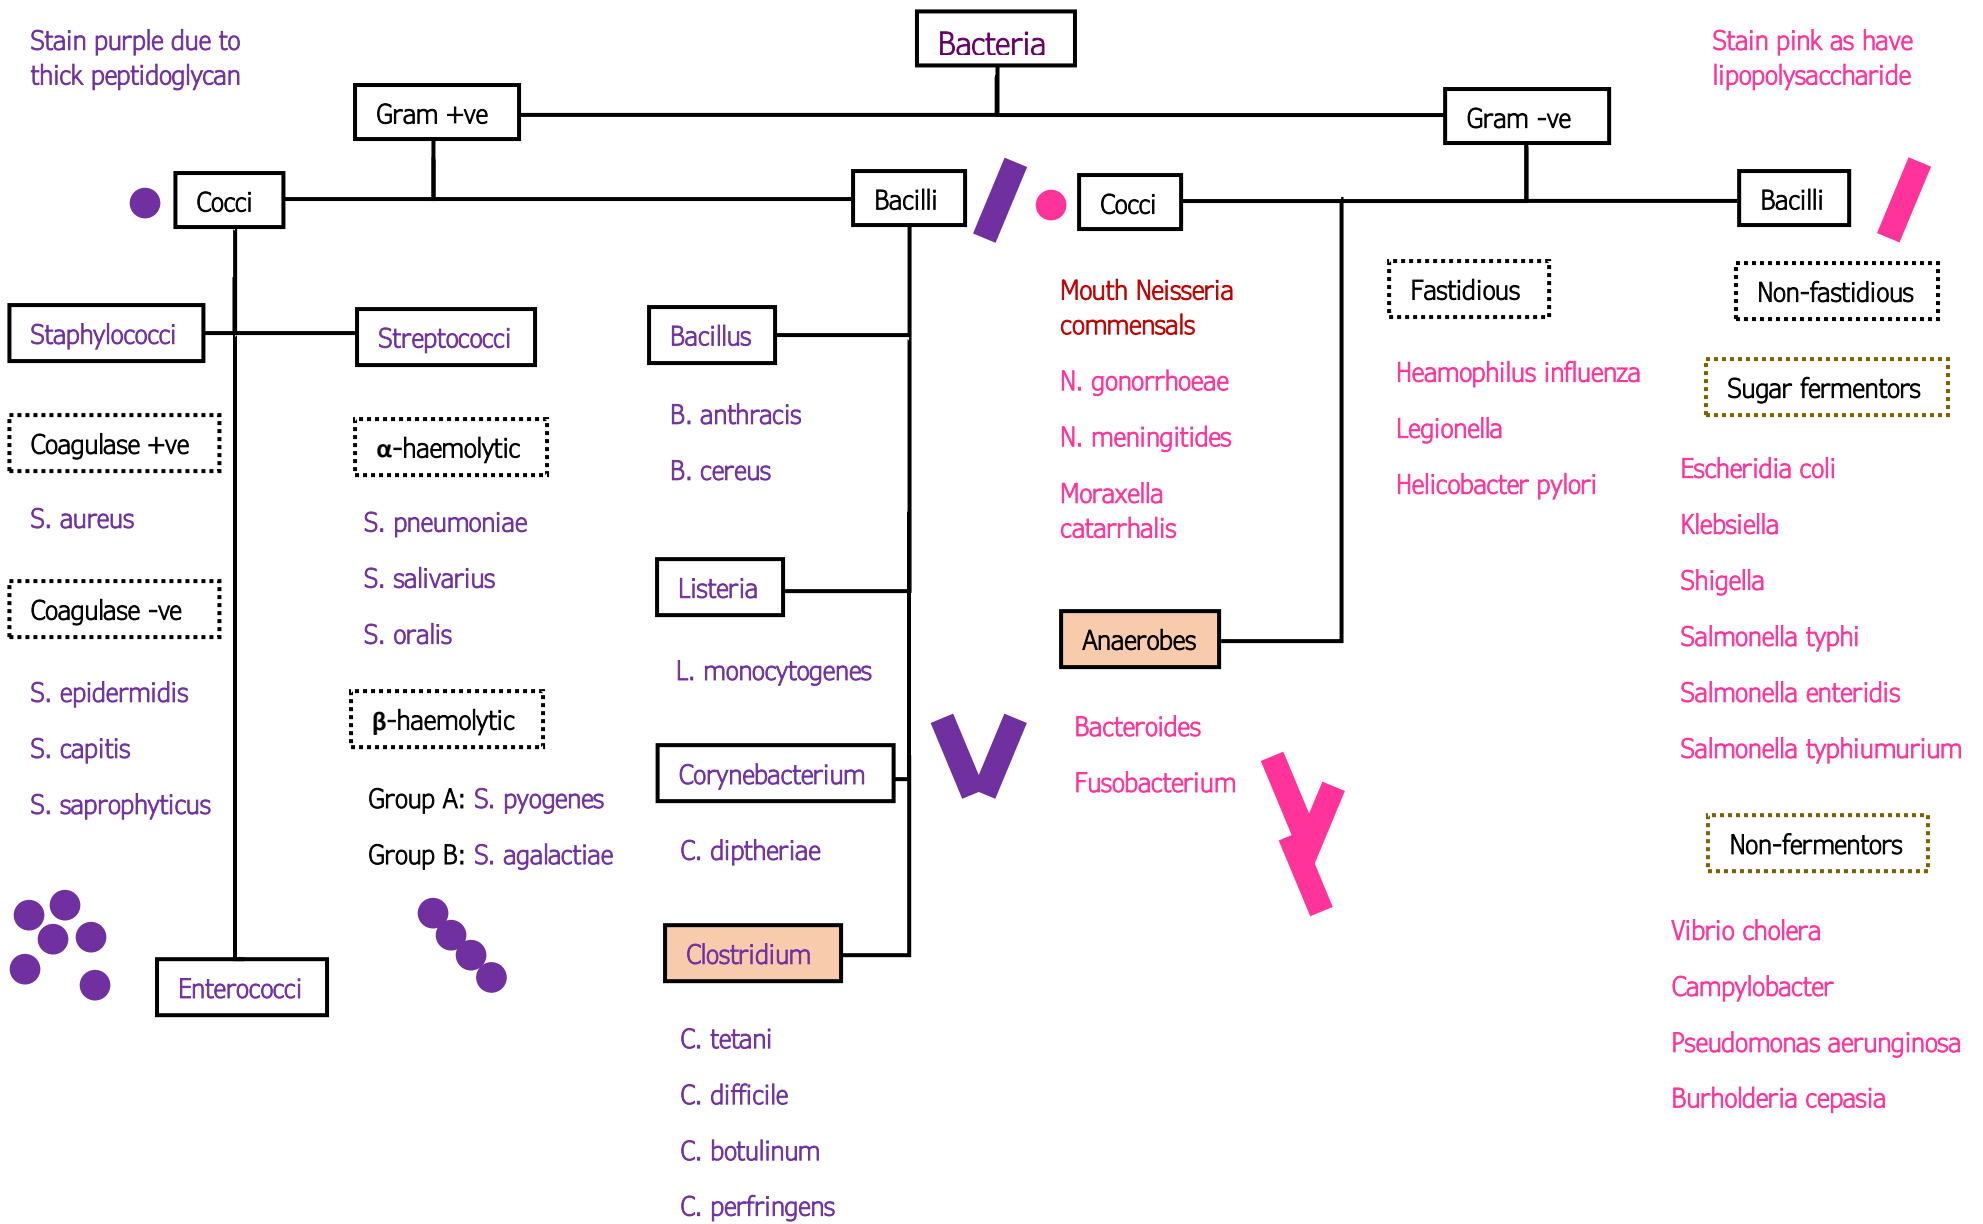 Stain purple due to
thick peptidoglycan
Bacteria
Stain pink as have
lipopolysaccharide
Gram +ve
Gram -ve
Cocci
Bacilli
Cocci
Bacilli
Staphylococci
Streptococci
Coagulase +ve
S. aureus
Coagulase -ve
S. epidermidis
S. capitis
S. saprophyticus
α-haemolytic
S. pneumoniae
S. salivarius
S. oralis
β-haemolytic
Group A: S. pyogenes
Group B: S. agalactiae
Enterococci
Bacillus
B. anthracis
B. cereus
Listeria
L. monocytogenes
Corynebacterium
C. diptheriae
Clostridium
C. tetani
C. difficile
C. botulinum
C. perfringens
Mouth Neisseria
commensals
N. gonorrhoeae
N. meningitides
Moraxella
catarrhalis
Anaerobes
Bacteroides
Fusobacterium
Fastidious
Heamophilus influenza
Legionella
Helicobacter pylori
Non-fastidious
Sugar fermentors
Escheridia coli
Klebsiella
Shigella
Salmonella typhi
Salmonella enteridis
Salmonella typhiumurium
Non-fermentors
Vibrio cholera
Campylobacter
Pseudomonas aerunginosa
Burholderia cepasia